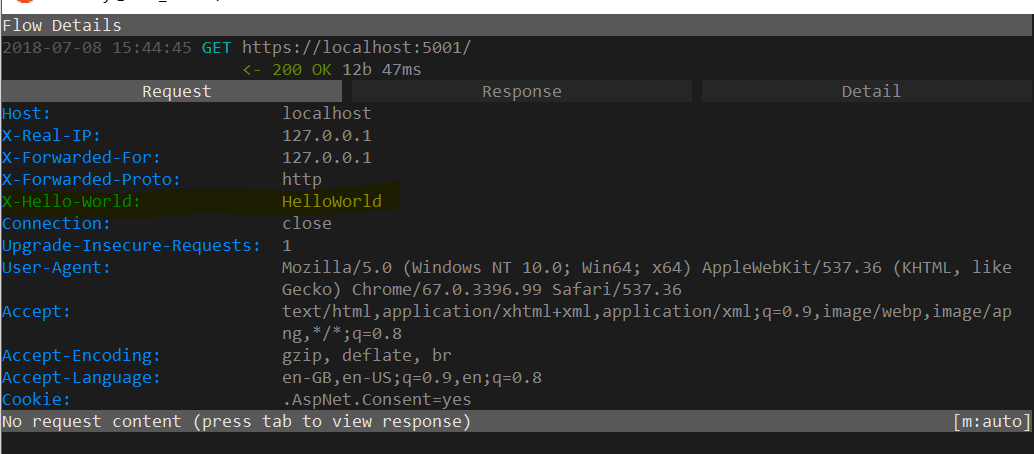 Flow Details
2018-07-08 15:44:45 GET https://localhost:5001/
<- 200 OK 12b 47ms
Request Response Detail
Host: localhost
X-Real-IP: 127.0.0.1
X-Forwarded-For: 127.0.0.1
X-Forwarded-Proto: http
X-Hello-World: HelloWorld
Connection: close
Upgrade-Insecure-Requests: 1
User-Agent: Mozilla/5.0 (Windows NT 10.0; Win64; x64) AppleWebKit/537.36 (KHTML, like
Gecko) Chrome/67.0.3396.99 Safari/537.36
Accept: text/html,application/xhtml+xml,application/xml;q=0.9,image/webp,image/ap
ng,*/*;q=0.8
Accept-Encoding: gzip, deflate, br
Accept-Language: en-GB,en-US;q=0.9,en;q=0.8
Cookie: .AspNet.Consent=yes
No request content (press tab to view response) [m:auto]